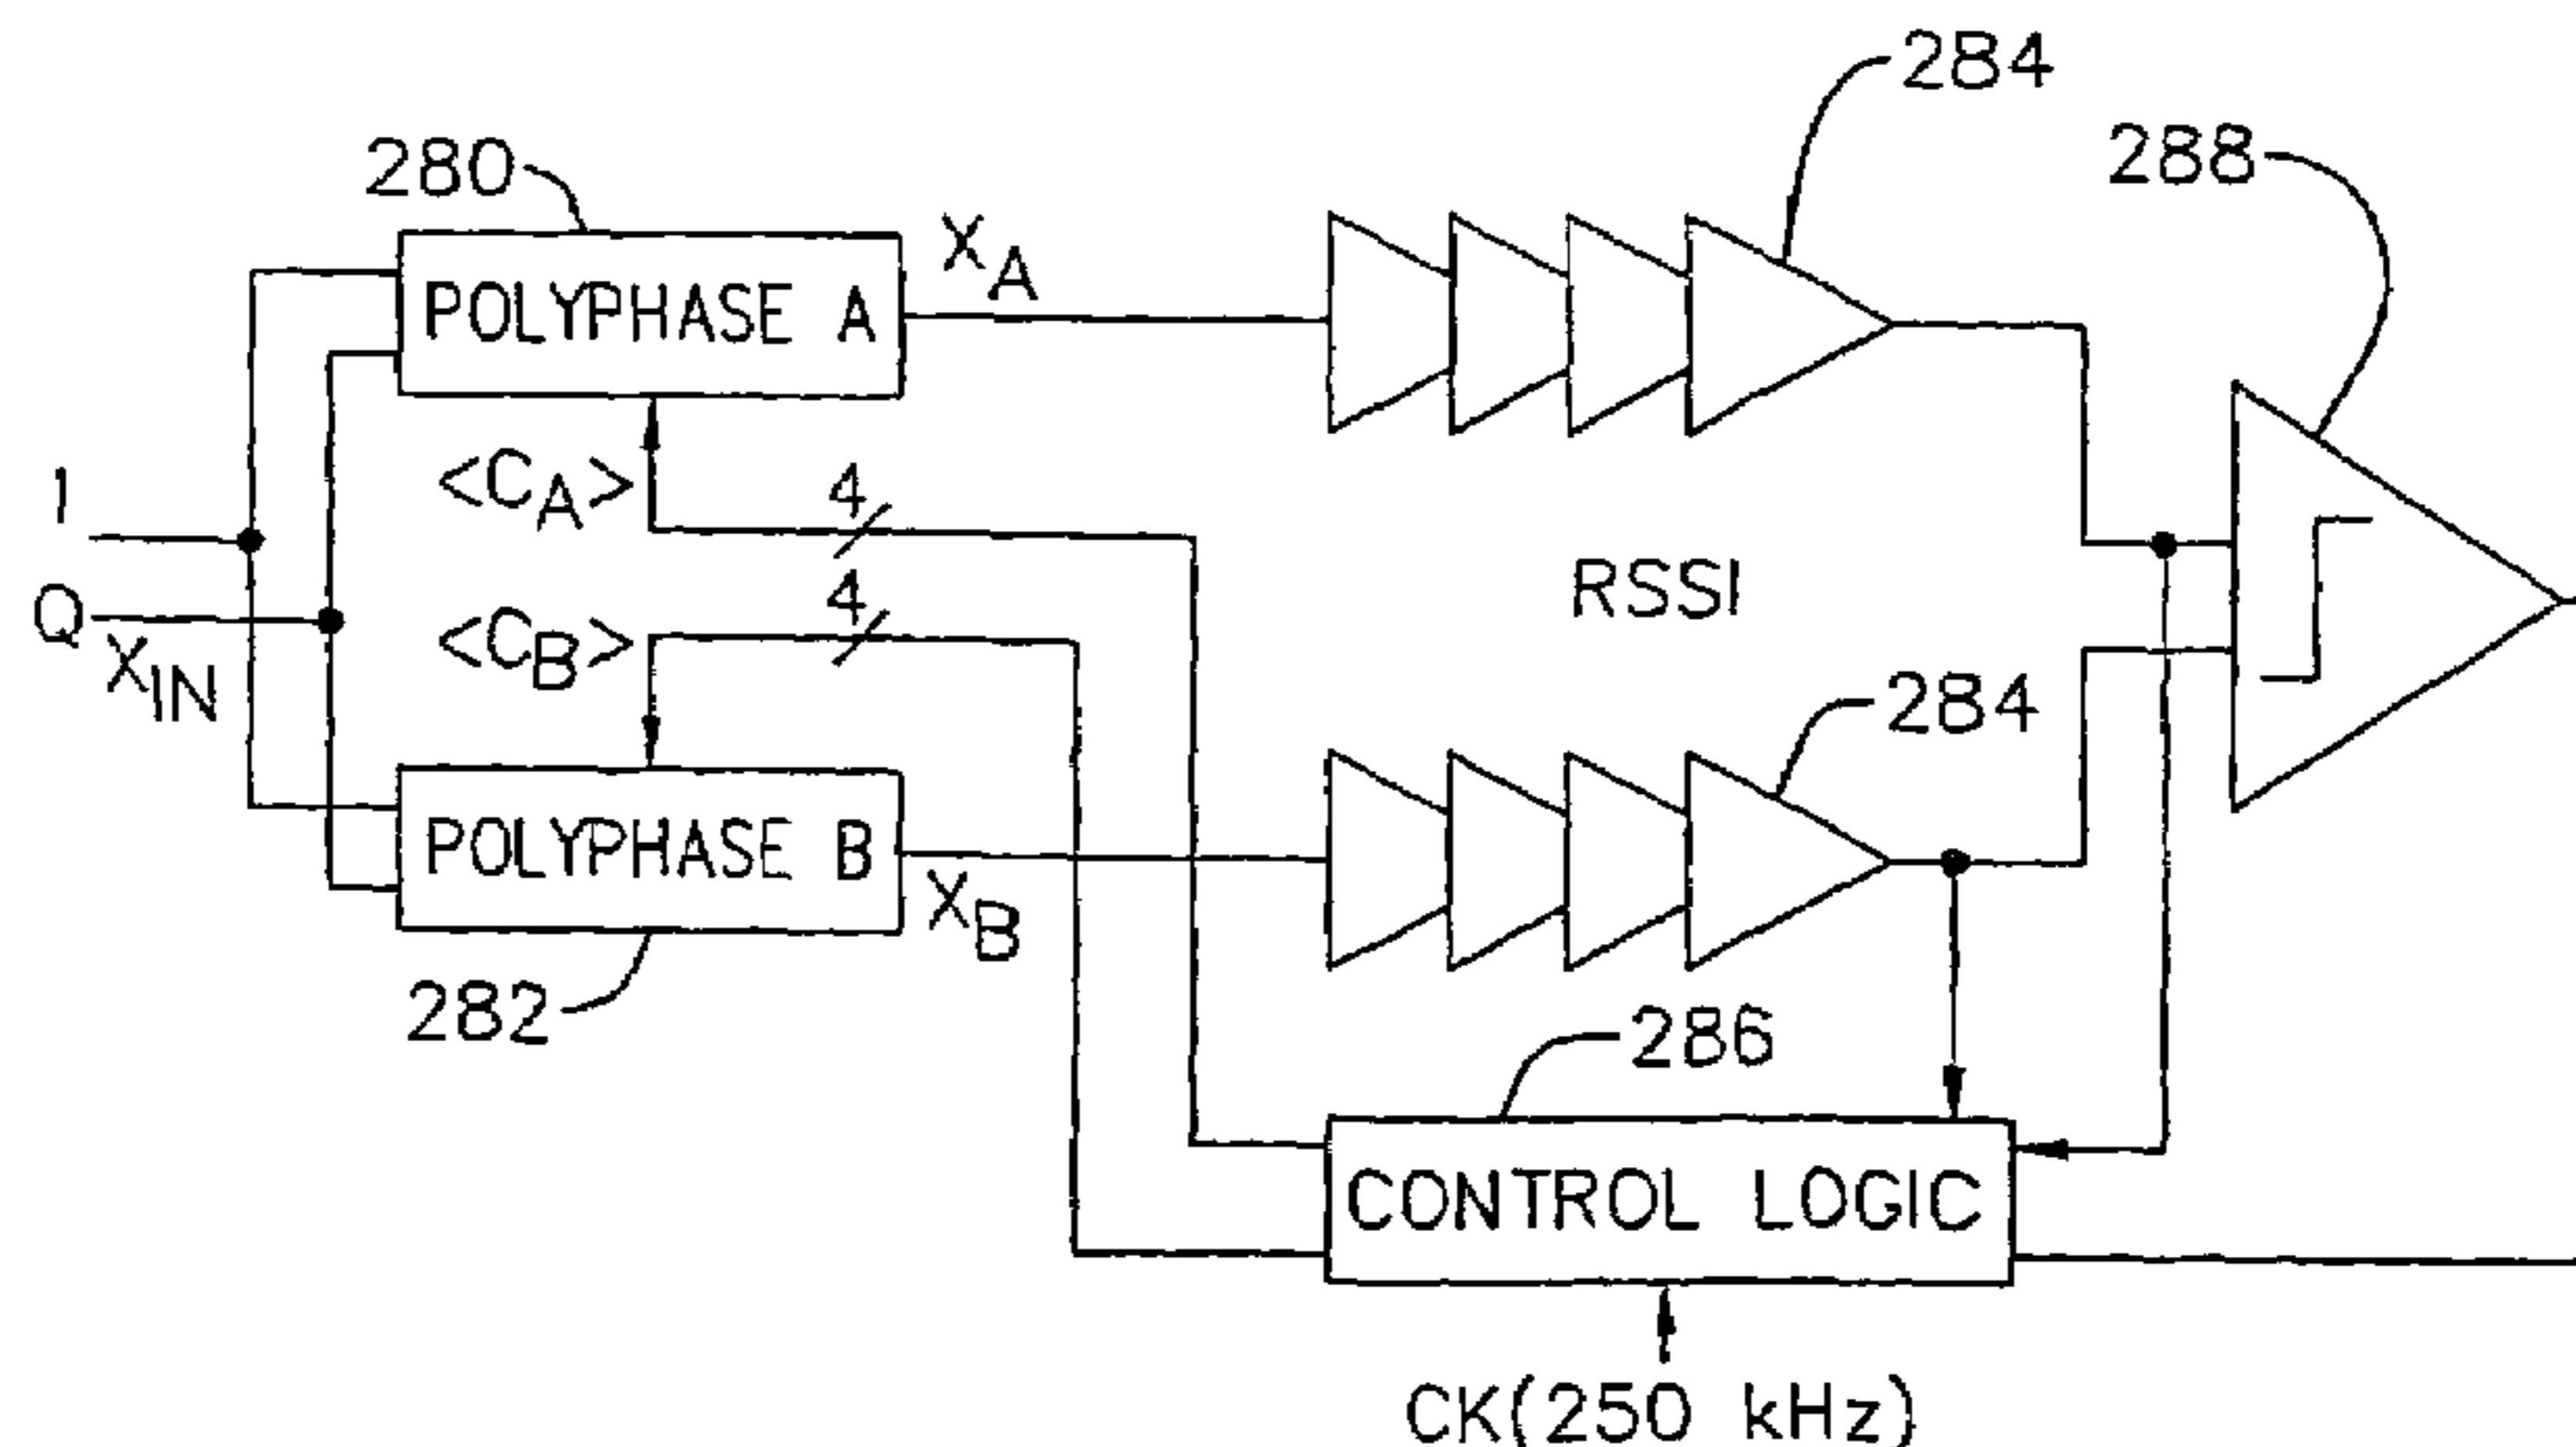 284
288
280
X_A
POLYPHASE A
<C_A>
4
I
4
RSSI
Q
<C_B>
X_IN
284
POLYPHASE B
X_B
282
286
CONTROL LOGIC
CK(250 kHz)